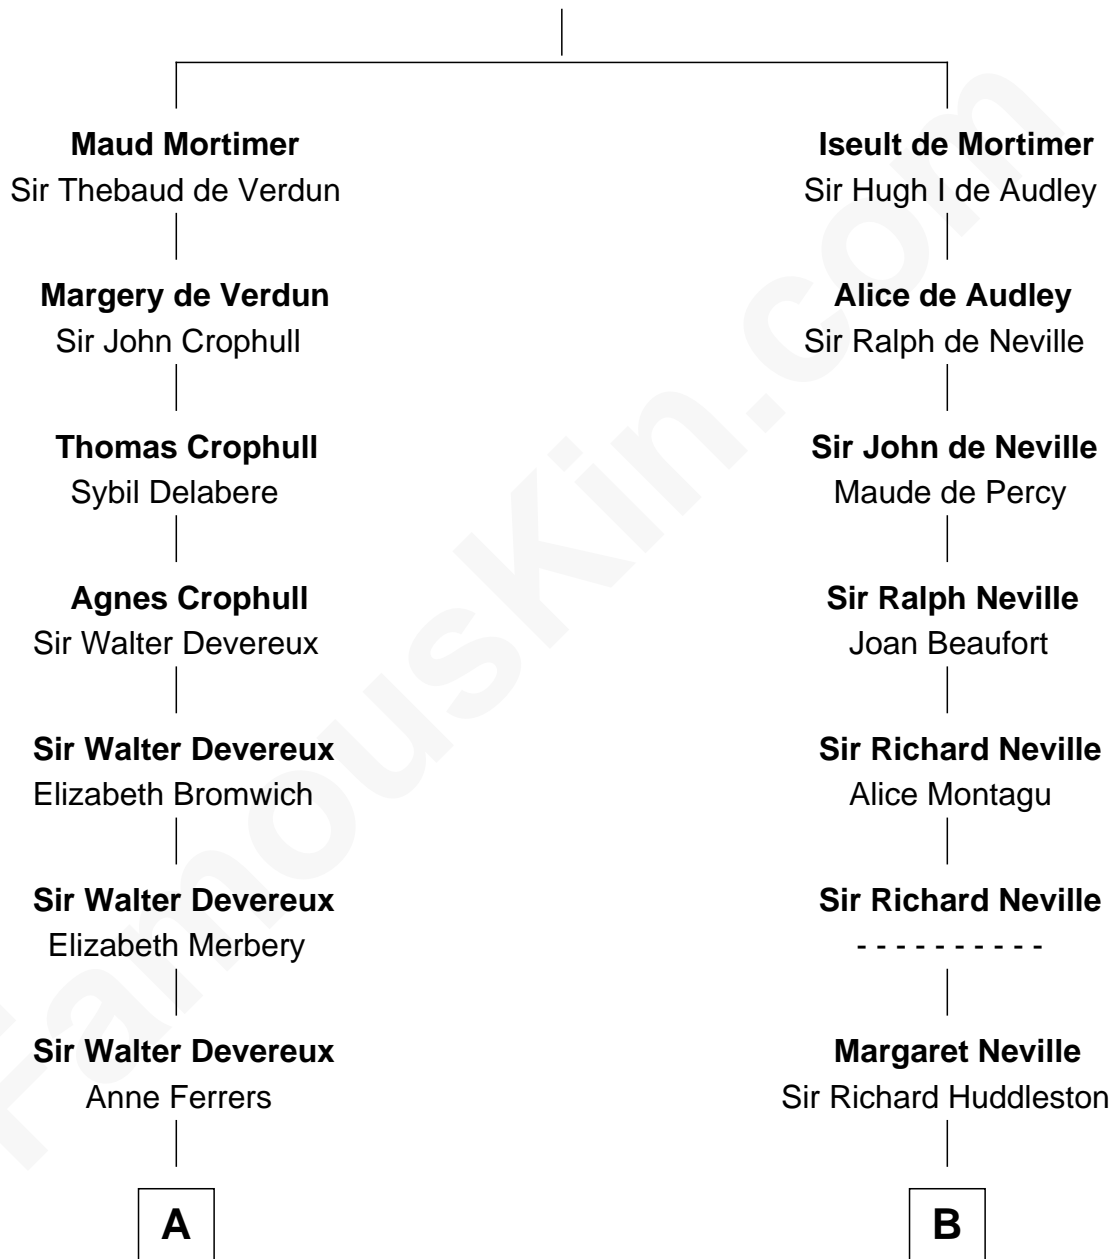 Maud Mortimer
Sir Thebaud de Verdun
Iseult de Mortimer
Sir Hugh I de Audley
Margery de Verdun
Sir John Crophull
Alice de Audley
Sir Ralph de Neville
Thomas Crophull
Sybil Delabere
Sir John de Neville
Maude de Percy
Agnes Crophull
Sir Walter Devereux
Sir Ralph Neville
Joan Beaufort
Sir Walter Devereux
Elizabeth Bromwich
Sir Richard Neville
Alice Montagu
Sir Walter Devereux
Elizabeth Merbery
Sir Richard Neville
- - - - - - - - - -
Sir Walter Devereux
Anne Ferrers
Margaret Neville
Sir Richard Huddleston
A
B
FamousKin.com